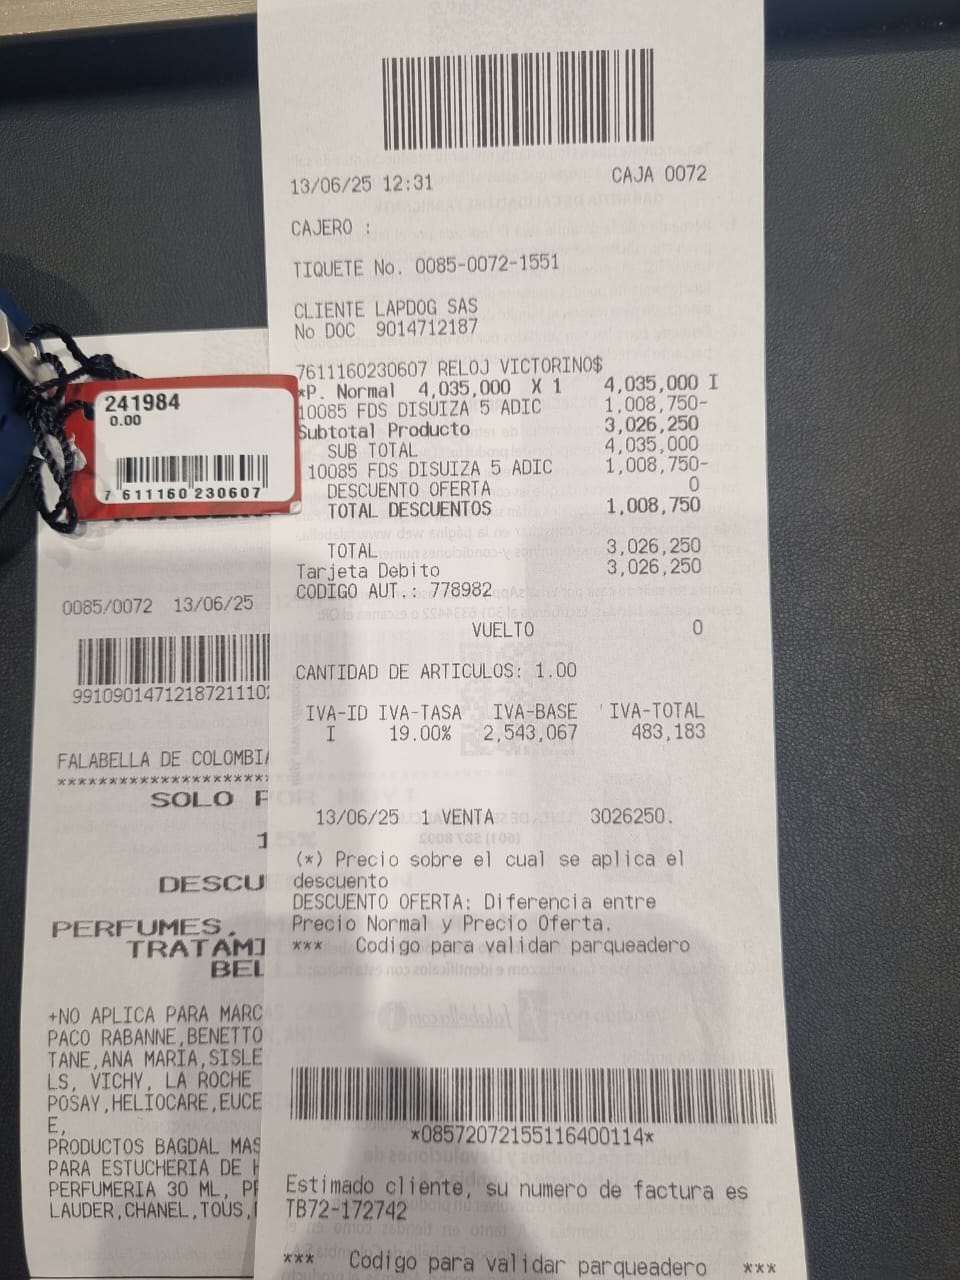 13/06/25 12:31 CAJA 0072
CAJERO :
TIQUETE No. 0085-0072-1551
CLIENTE LAPDOG SAS
No DOC 9014712187
7611160230607 RELOJ VICTORINO$
*P. Normal 4,035,000 X 1 4,035,000 I
10085 FDS DISUIZA 5 ADIC 1,008,750-
Subtotal Producto 3,026,250
SUB TOTAL 4,035,000
10085 FDS DISUIZA 5 ADIC 1,008,750-
DESCUENTO OFERTA 0
TOTAL DESCUENTOS 1,008,750
TOTAL 3,026,250
Tarjeta Debito 3,026,250
CODIGO AUT.: 778982
VUELTO 0
CANTIDAD DE ARTICULOS: 1.00
IVA-ID IVA-TASA IVA-BASE IVA-TOTAL
I 19.00% 2,543,067 483,183
13/06/25 1 VENTA 3026250.
(*) Precio sobre el cual se aplica el
descuento
DESCUENTO OFERTA: Diferencia entre
Precio Normal y Precio Oferta.
*** Codigo para validar parqueadero
*08572072155116400114*
Estimado cliente, su numero de factura es
TB72-172742
*** Codigo para validar parqueadero ***
241984
0.00
7 611160 230607
0085/0072 13/06/25
9910901471218721110
FALABELLA DE COLOMBIA
**********************
SOLO P
1
DESCU
PERFUMES,
TRATAMI
BEL
+NO APLICA PARA MARC
PACO RABANNE,BENETTO
TANE,ANA MARIA,SISLE
LS, VICHY, LA ROCHE
POSAY,HELIOCARE,EUCE
E,
PRODUCTOS BAGDAL MAS
PARA ESTUCHERIA DE H
PERFUMERIA 30 ML, PF
LAUDER,CHANEL,TOUS,